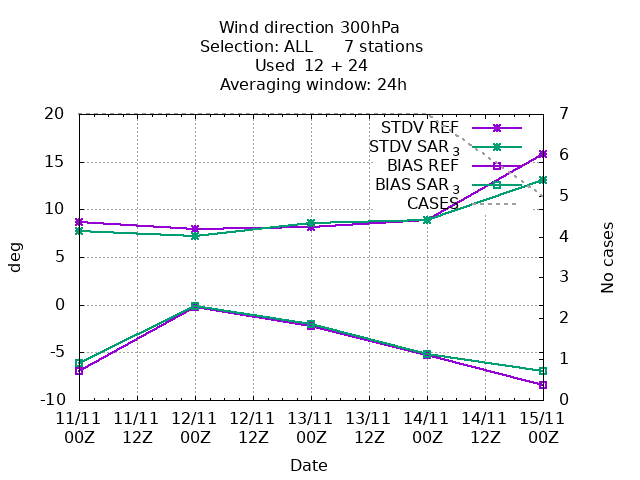 Wind direction 300hPa
Selection: ALL 7 stations
Used 12 + 24
Averaging window: 24h
20
15
10
5
0
-5
-10
deg
7
6
5
4
3
2
1
0
No cases
STDV REF
STDV SAR 3
BIAS REF
BIAS SAR 3
CASES
11/11 11/11 12/11 12/11 13/11 13/11 14/11 14/11 15/11
00Z 12Z 00Z 12Z 00Z 12Z 00Z 12Z 00Z
Date